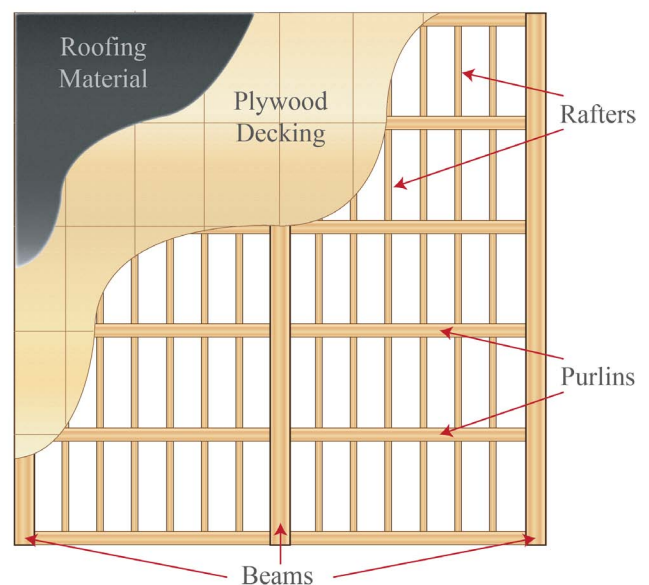 Roofing
Material
Plywood
Decking
Rafters
Purlins
Beams